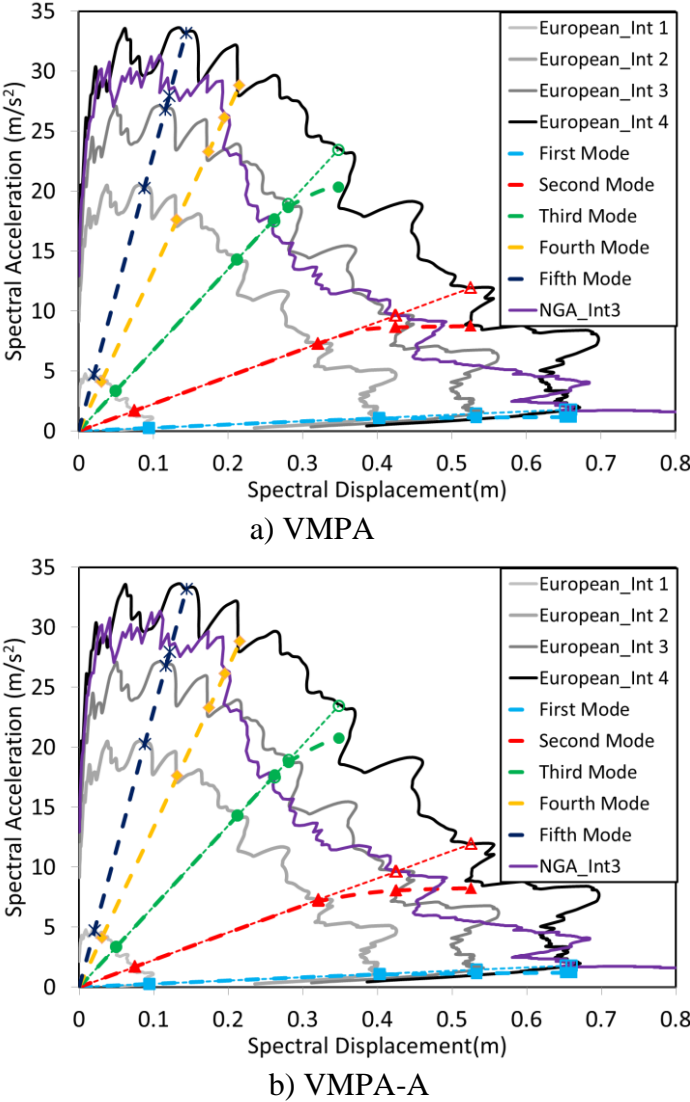 35
30
25
20
15
10
5
0
Spectral Acceleration (m/s²)
0 0.1 0.2 0.3 0.4 0.5 0.6 0.7 0.8
Spectral Displacement(m)
European_Int 1
European_Int 2
European_Int 3
European_Int 4
First Mode
Second Mode
Third Mode
Fourth Mode
Fifth Mode
NGA_Int3
a) VMPA
35
30
25
20
15
10
5
0
Spectral Acceleration (m/s²)
0 0.1 0.2 0.3 0.4 0.5 0.6 0.7 0.8
Spectral Displacement(m)
European_Int 1
European_Int 2
European_Int 3
European_Int 4
First Mode
Second Mode
Third Mode
Fourth Mode
Fifth Mode
NGA_Int3
b) VMPA-A